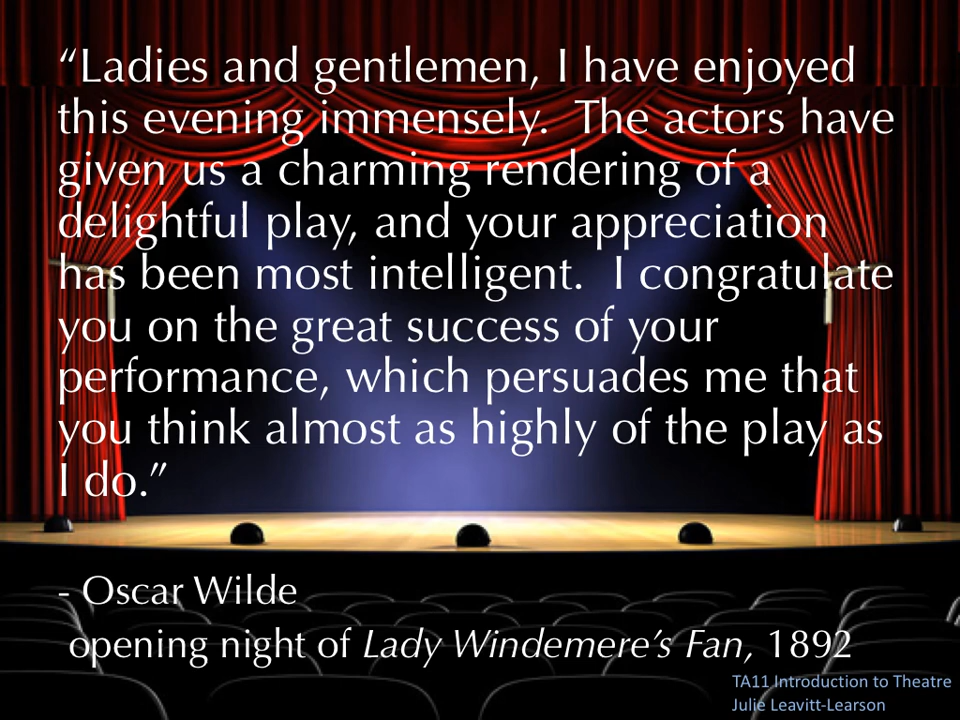 “Ladies and gentlemen, I have enjoyed
this evening immensely.  The actors have
given us a charming rendering of a
delightful play, and your appreciation
has been most intelligent.  I congratulate
you on the great success of your
performance, which persuades me that
you think almost as highly of the play as
I do.”
- Oscar Wilde
opening night of Lady Windemere’s Fan, 1892
TA11 Introduction to Theatre
Julie Leavitt-Learson